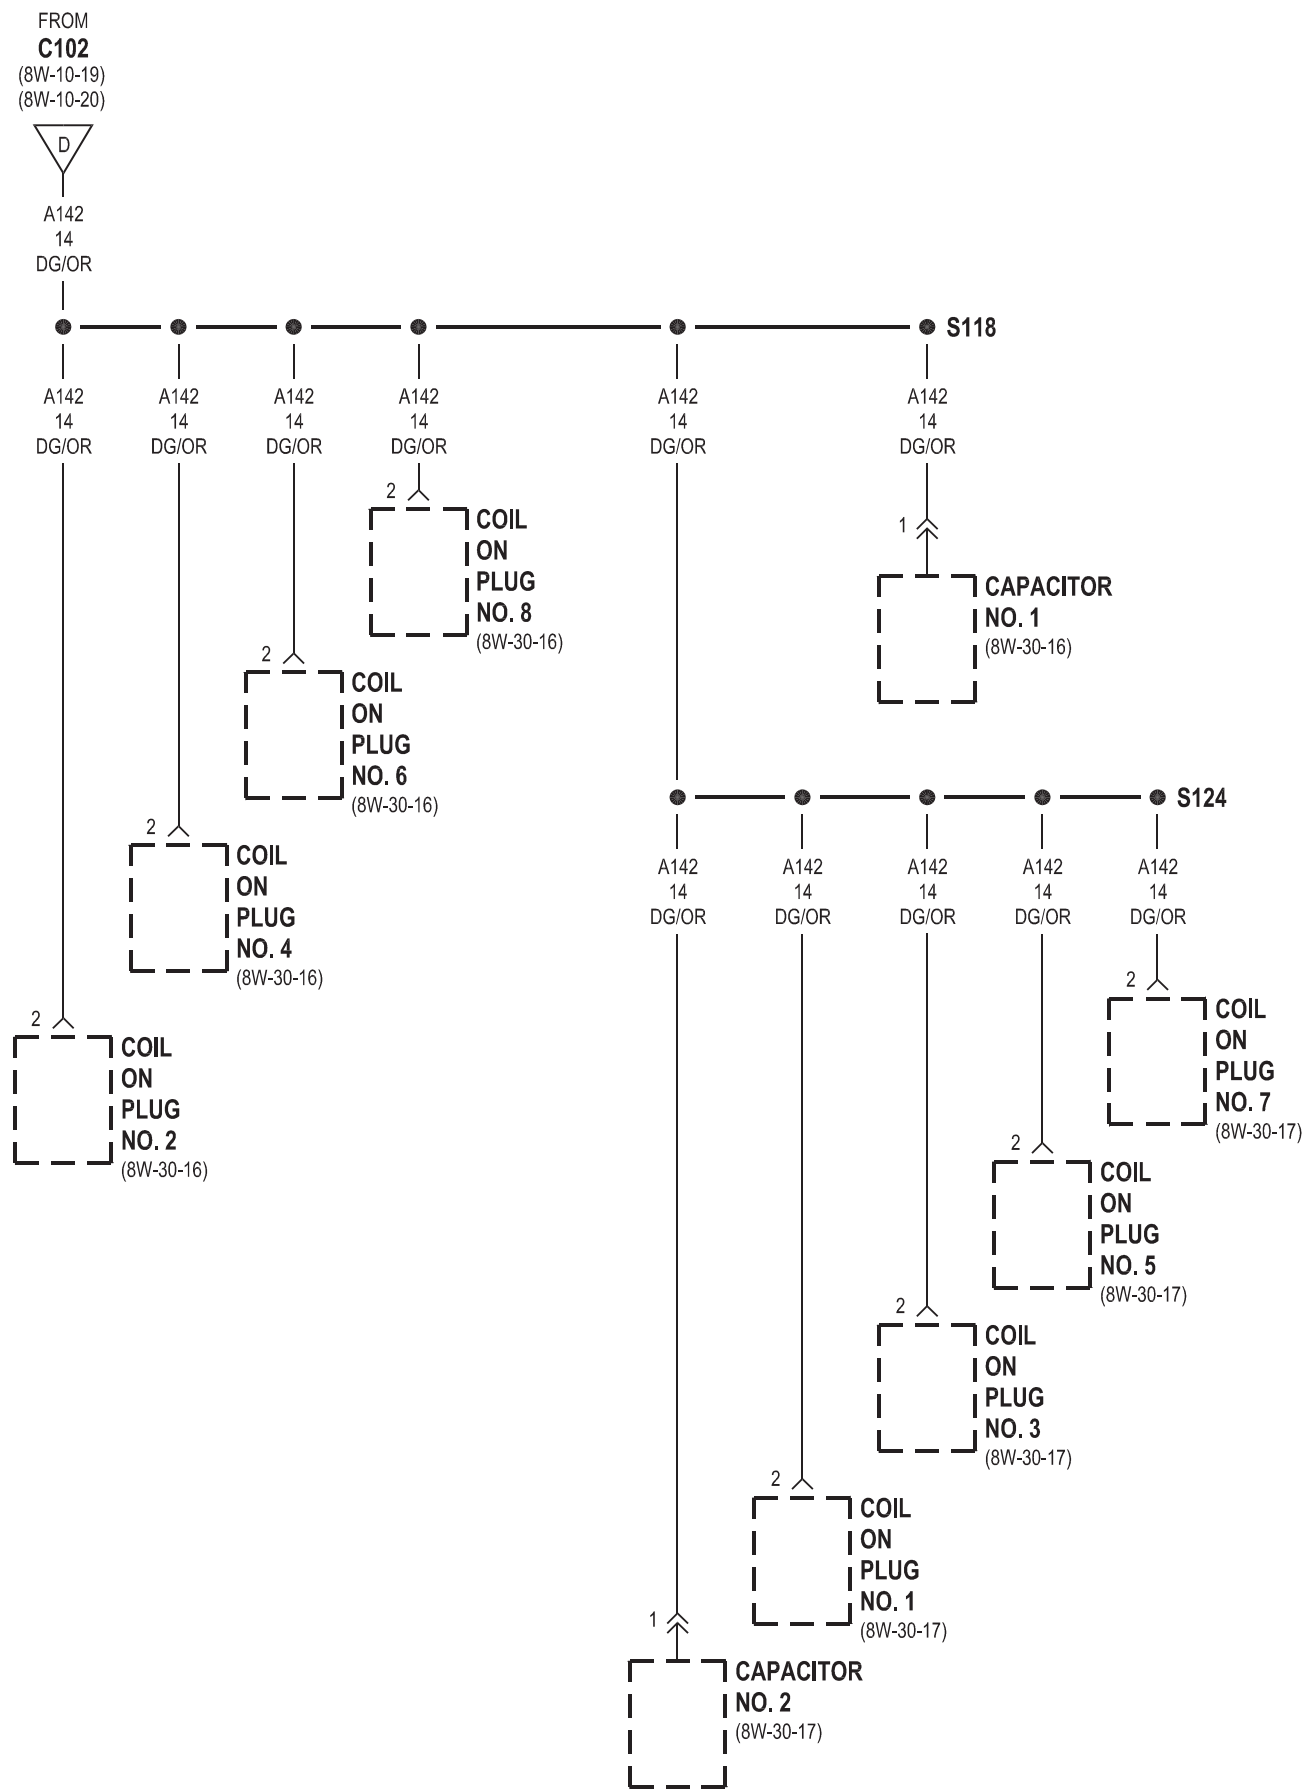 FROM
C102
(8W-10-19)
(8W-10-20)
D
A142
14
DG/OR
S118
A142
14
DG/OR
A142
14
DG/OR
A142
14
DG/OR
A142
14
DG/OR
A142
14
DG/OR
A142
14
DG/OR
2
COIL
ON
PLUG
NO. 8
(8W-30-16)
1
CAPACITOR
NO. 1
(8W-30-16)
2
COIL
ON
PLUG
NO. 6
(8W-30-16)
S124
2
COIL
ON
PLUG
NO. 4
(8W-30-16)
A142
14
DG/OR
A142
14
DG/OR
A142
14
DG/OR
A142
14
DG/OR
A142
14
DG/OR
2
COIL
ON
PLUG
NO. 7
(8W-30-17)
2
COIL
ON
PLUG
NO. 2
(8W-30-16)
2
COIL
ON
PLUG
NO. 5
(8W-30-17)
2
COIL
ON
PLUG
NO. 3
(8W-30-17)
2
COIL
ON
PLUG
NO. 1
(8W-30-17)
1
CAPACITOR
NO. 2
(8W-30-17)